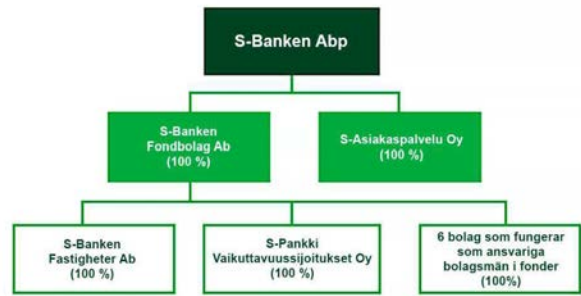 S-Banken Abp
S-Banken
Fondbolag Ab
(100 %)
S-Asiakaspalvelu Oy
(100 %)
S-Banken
Fastigheter Ab
(100 %)
S-Pankki
Vaikuttavuussijoitukset Oy
(100 %)
6 bolag som fungerar
som ansvariga
bolagsmän i fonder
(100%)